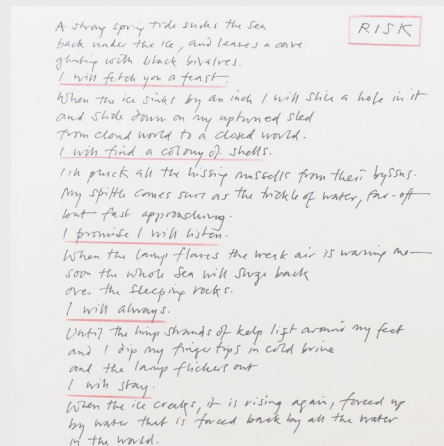 RISK
A strong spring tide sucks the sea
back under the ice, and leaves a cave
glinting with black bivalves.
I will fetch you a feast.
When the ice sinks by an inch I will slice a hole in it
and slide down on my upturned sled
from cloud world to a closed world.
I will find a colony of shells.
I'll pluck all the hissing mussells from their byssus.
My spittle comes sure as the trickle of water, far-off
but fast approaching.
I promise I will listen.
When the lamp flares the weak air is warning me—
soon the whole sea will surge back
over the sleeping rocks.
I will always.
Until the limp strands of kelp lift around my feet
and I dip my fingertips in cold brine
and the lamp flickers out
I will stay.
When the ice creaks, it is rising again, forced up
by water that is forced back by all the water
in the world.